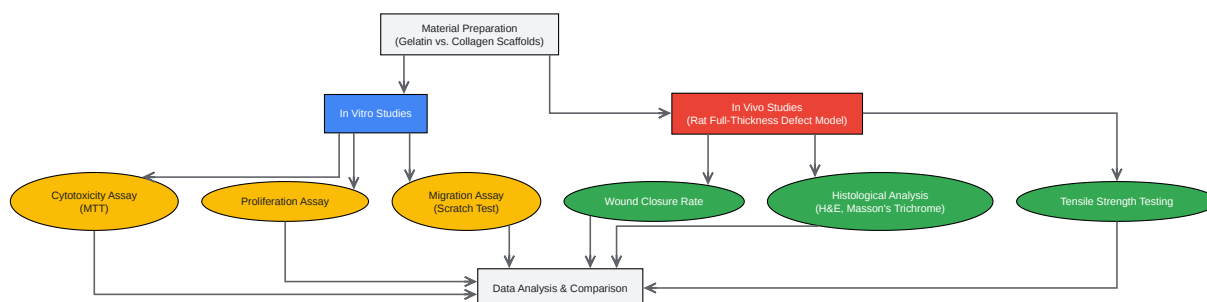 Material Preparation
(Gelatin vs. Collagen Scaffolds)
In Vitro Studies
In Vivo Studies
(Rat Full-Thickness Defect Model)
Cytotoxicity Assay
(MTT)
Proliferation Assay
Migration Assay
(Scratch Test)
Wound Closure Rate
Histological Analysis
(H&E, Masson's Trichrome)
Tensile Strength Testing
Data Analysis & Comparison